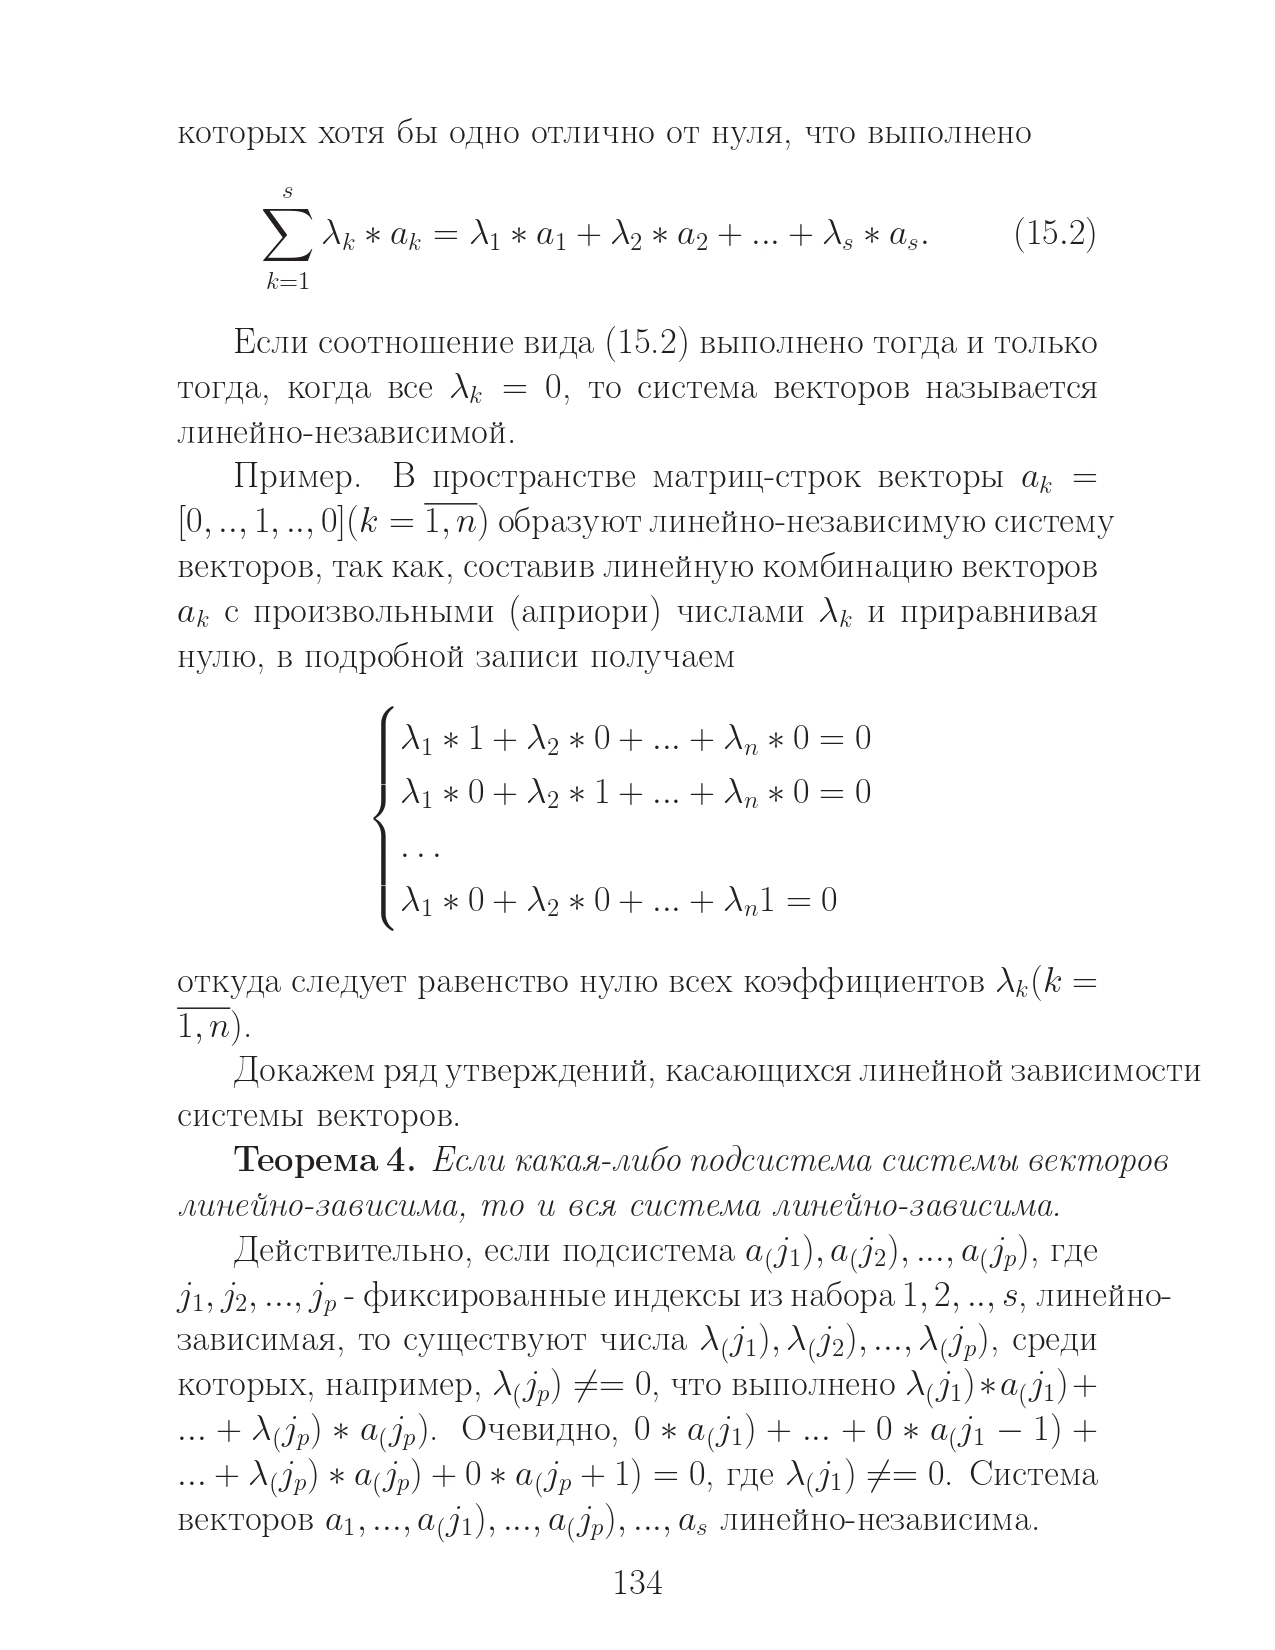 которых хотя бы одно отлично от нуля, что выполнено
$$\sum_{k=1}^{s} \lambda_k * a_k = \lambda_1 * a_1 + \lambda_2 * a_2 + ... + \lambda_s * a_s. \quad (15.2)$$
Если соотношение вида (15.2) выполнено тогда и только
тогда, когда все $\lambda_k = 0$, то система векторов называется
линейно-независимой.
Пример. В пространстве матриц-строк векторы $a_k =$
$[0, .., 1, .., 0](k = \overline{1, n})$ образуют линейно-независимую систему
векторов, так как, составив линейную комбинацию векторов
$a_k$ с произвольными (априори) числами $\lambda_k$ и приравнивая
нулю, в подробной записи получаем
$$\begin{cases} \lambda_1 * 1 + \lambda_2 * 0 + ... + \lambda_n * 0 = 0 \\
\lambda_1 * 0 + \lambda_2 * 1 + ... + \lambda_n * 0 = 0 \\
\dots \\
\lambda_1 * 0 + \lambda_2 * 0 + ... + \lambda_n 1 = 0 \end{cases}$$
откуда следует равенство нулю всех коэффициентов $\lambda_k(k =$
$\overline{1, n})$.
Докажем ряд утверждений, касающихся линейной зависимости
системы векторов.
Теорема 4. Если какая-либо подсистема системы векторов
линейно-зависима, то и вся система линейно-зависима.
Действительно, если подсистема $a_(j_1), a_(j_2), ..., a_(j_p)$, где
$j_1, j_2, ..., j_p$ - фиксированные индексы из набора $1, 2, .., s$, линейно-
зависимая, то существуют числа $\lambda_(j_1), \lambda_(j_2), ..., \lambda_(j_p)$, среди
которых, например, $\lambda_(j_p) \neq= 0$, что выполнено $\lambda_(j_1) * a_(j_1) +$
$... + \lambda_(j_p) * a_(j_p)$. Очевидно, $0 * a_(j_1) + ... + 0 * a_(j_1 - 1) +$
$... + \lambda_(j_p) * a_(j_p) + 0 * a_(j_p + 1) = 0$, где $\lambda_(j_1) \neq= 0$. Система
векторов $a_1, ..., a_(j_1), ..., a_(j_p), ..., a_s$ линейно-независима.
134